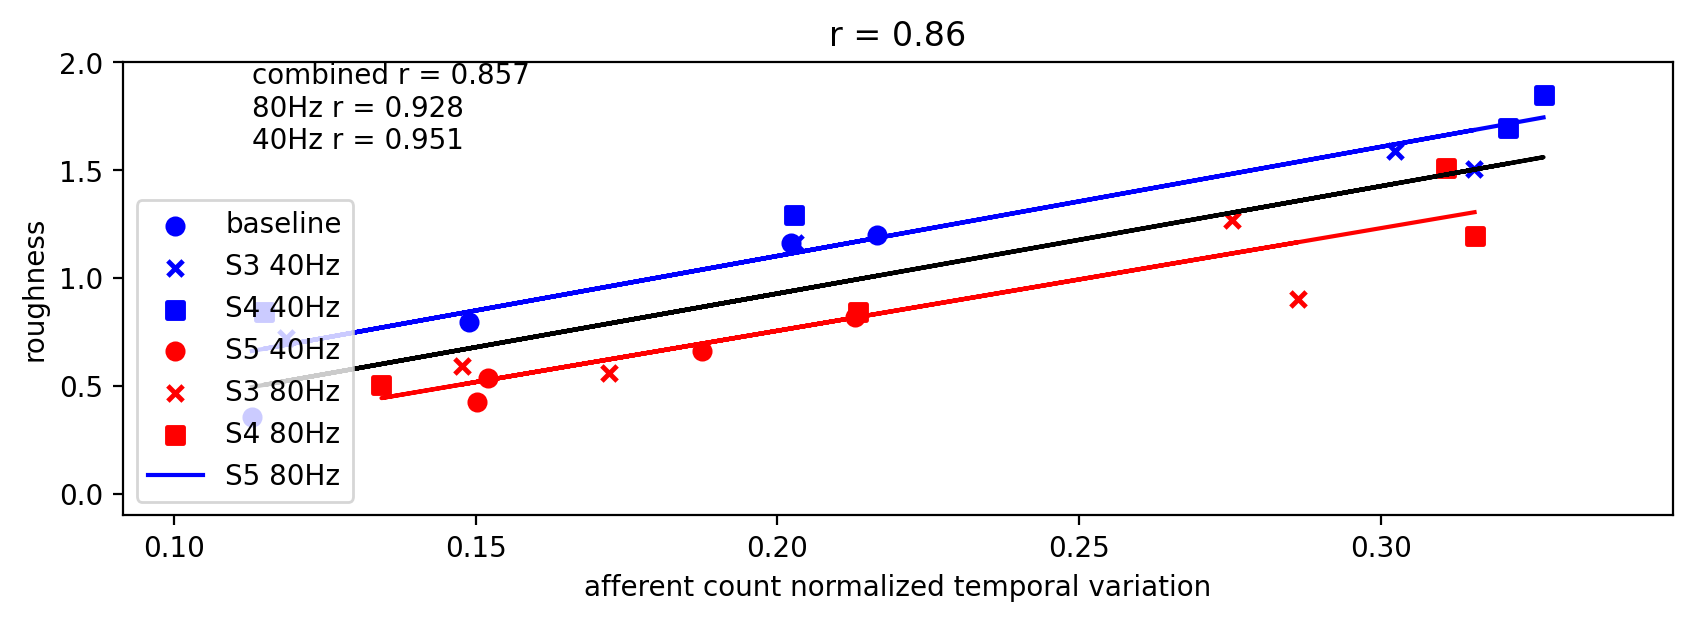 r = 0.86
combined r = 0.857
80Hz r = 0.928
40Hz r = 0.951
2.0
1.5
1.0
0.5
0.0
roughness
baseline
S3 40Hz
S4 40Hz
S5 40Hz
S3 80Hz
S4 80Hz
S5 80Hz
0.10 0.15 0.20 0.25 0.30
afferent count normalized temporal variation